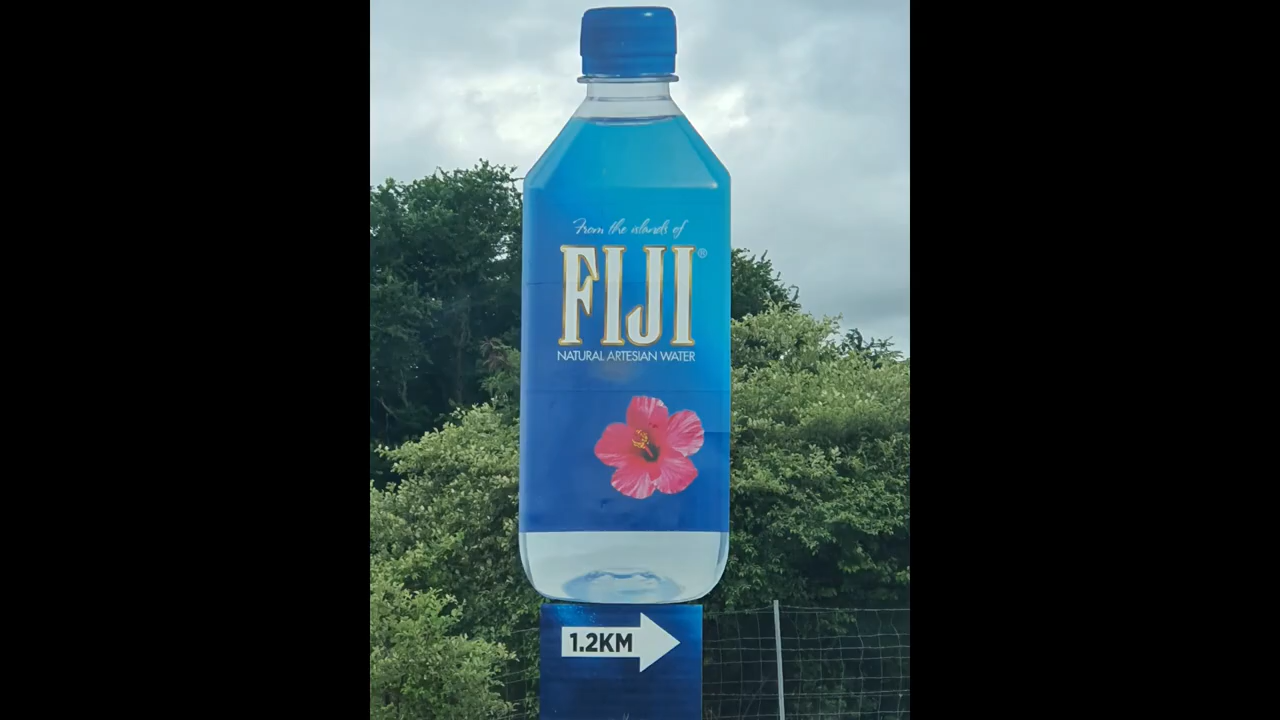 From the islands of
FIJI®
NATURAL ARTESIAN WATER
1.2KM